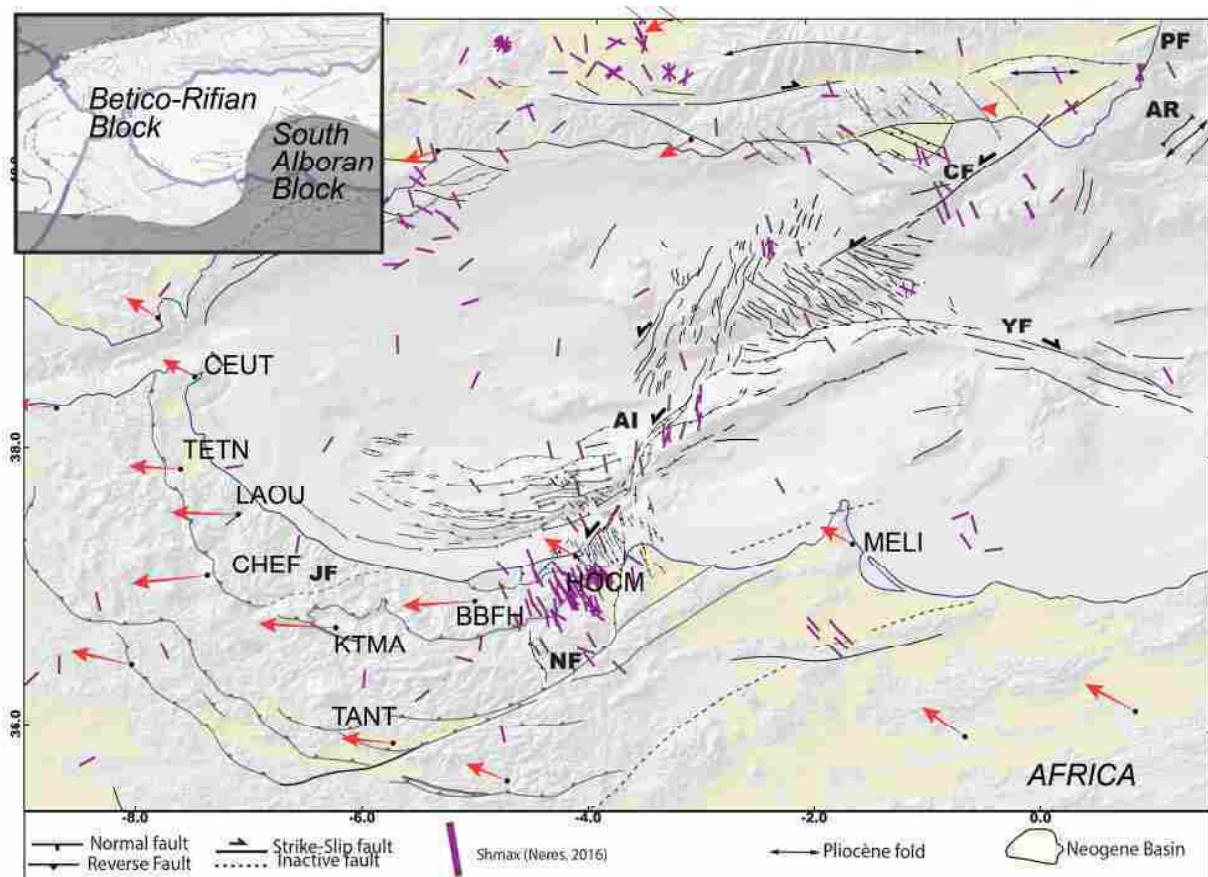 Betico-Rifian
Block
South
Alboran
Block
PF
AR
CF
YF
CEUT
AI
38.0
TETN
LAOU
MELI
CHEF
JF
HOCM
BBFH
KTMA
NF
36.0
TANT
AFRICA
-8.0 -6.0 -4.0 -2.0 0.0
Normal fault
Reverse Fault
Strike-Slip fault
Inactive fault
Shmax (Neres, 2016)
Pliocène fold
Neogene Basin